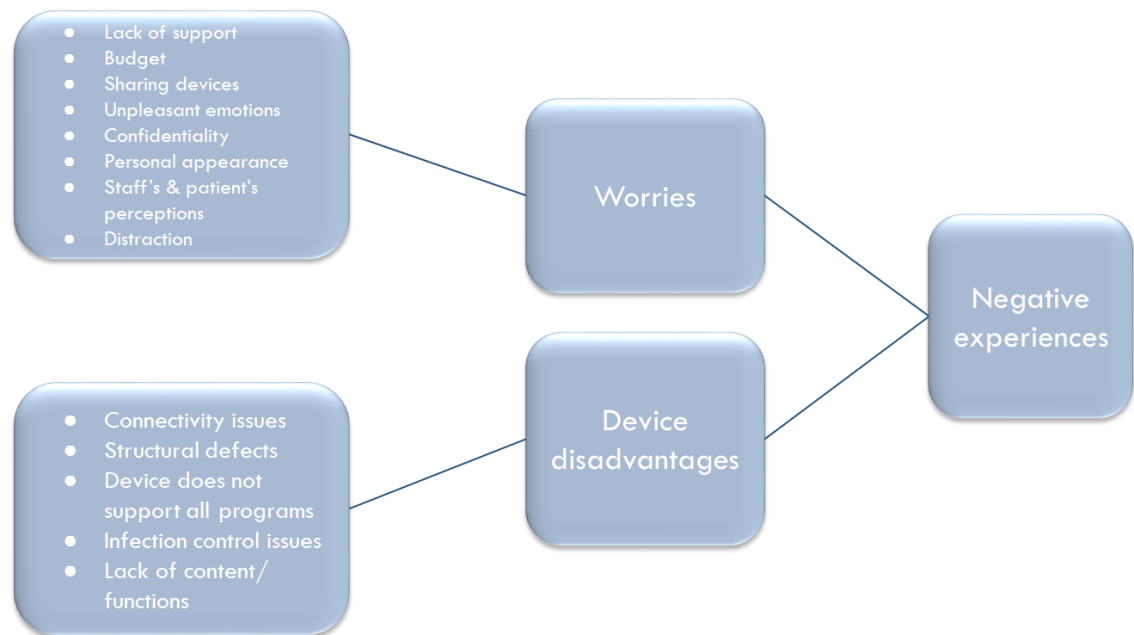 ● Lack of support
● Budget
● Sharing devices
● Unpleasant emotions
● Confidentiality
● Personal appearance
● Staff's & patient's
perceptions
● Distraction
Worries
Negative
experiences
Device
disadvantages
● Connectivity issues
● Structural defects
● Device does not
support all programs
● Infection control issues
● Lack of content/
functions